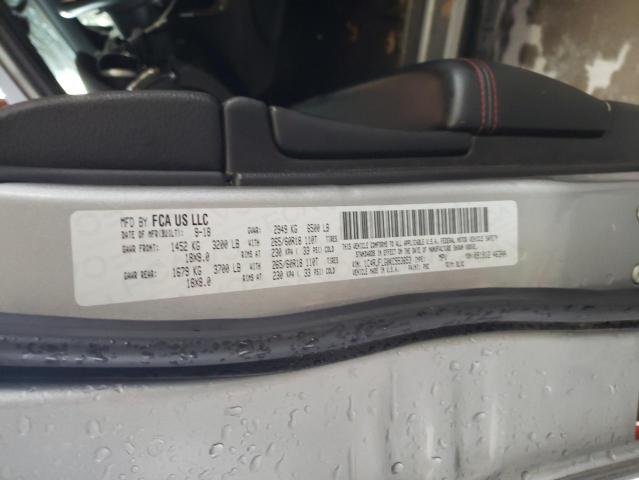 MFD BY FCA US LLC
DATE OF MFR(BUILT): 9-18 GVWR: 2949 KG 6500 LB
GAWR FRONT: 1452 KG 3200 LB WITH 265/60R18 110T TIRES
18X8.0 RIMS AT 230 KPA ( 33 PSI) COLD
GAWR REAR: 1679 KG 3700 LB WITH 265/60R18 110T TIRES
18X8.0 RIMS AT 230 KPA ( 33 PSI) COLD
THIS VEHICLE CONFORMS TO ALL APPLICABLE U.S.A. FEDERAL MOTOR VEHICLE SAFETY
STANDARDS IN EFFECT ON THE DATE OF MANUFACTURE SHOWN ABOVE.
TYPE: MPV
VEHICLE MADE IN U.S.A. PAINT: